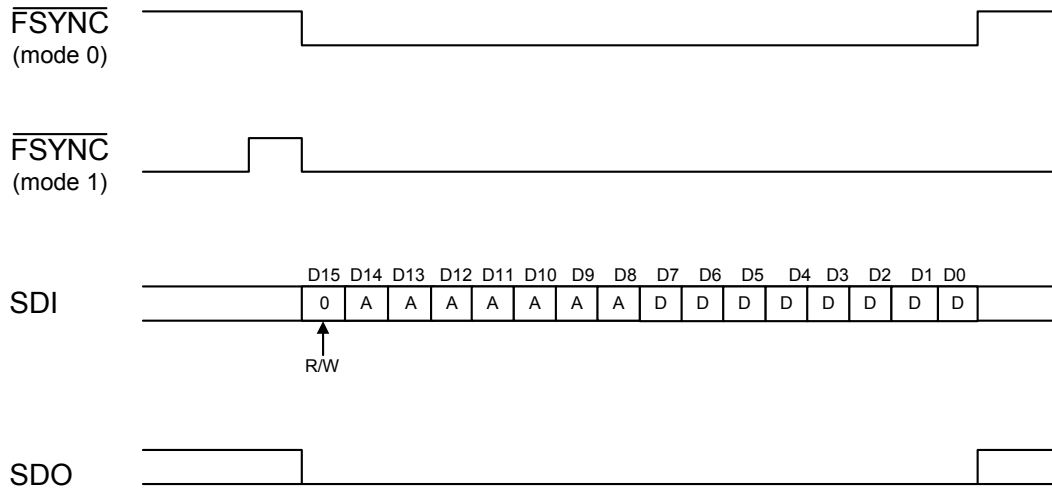 FSYNC
(mode 0)
FSYNC
(mode 1)
D15 D14 D13 D12 D11 D10 D9 D8 D7 D6 D5 D4 D3 D2 D1 D0
SDI 0 A A A A A A A D D D D D D D D
R/W
SDO